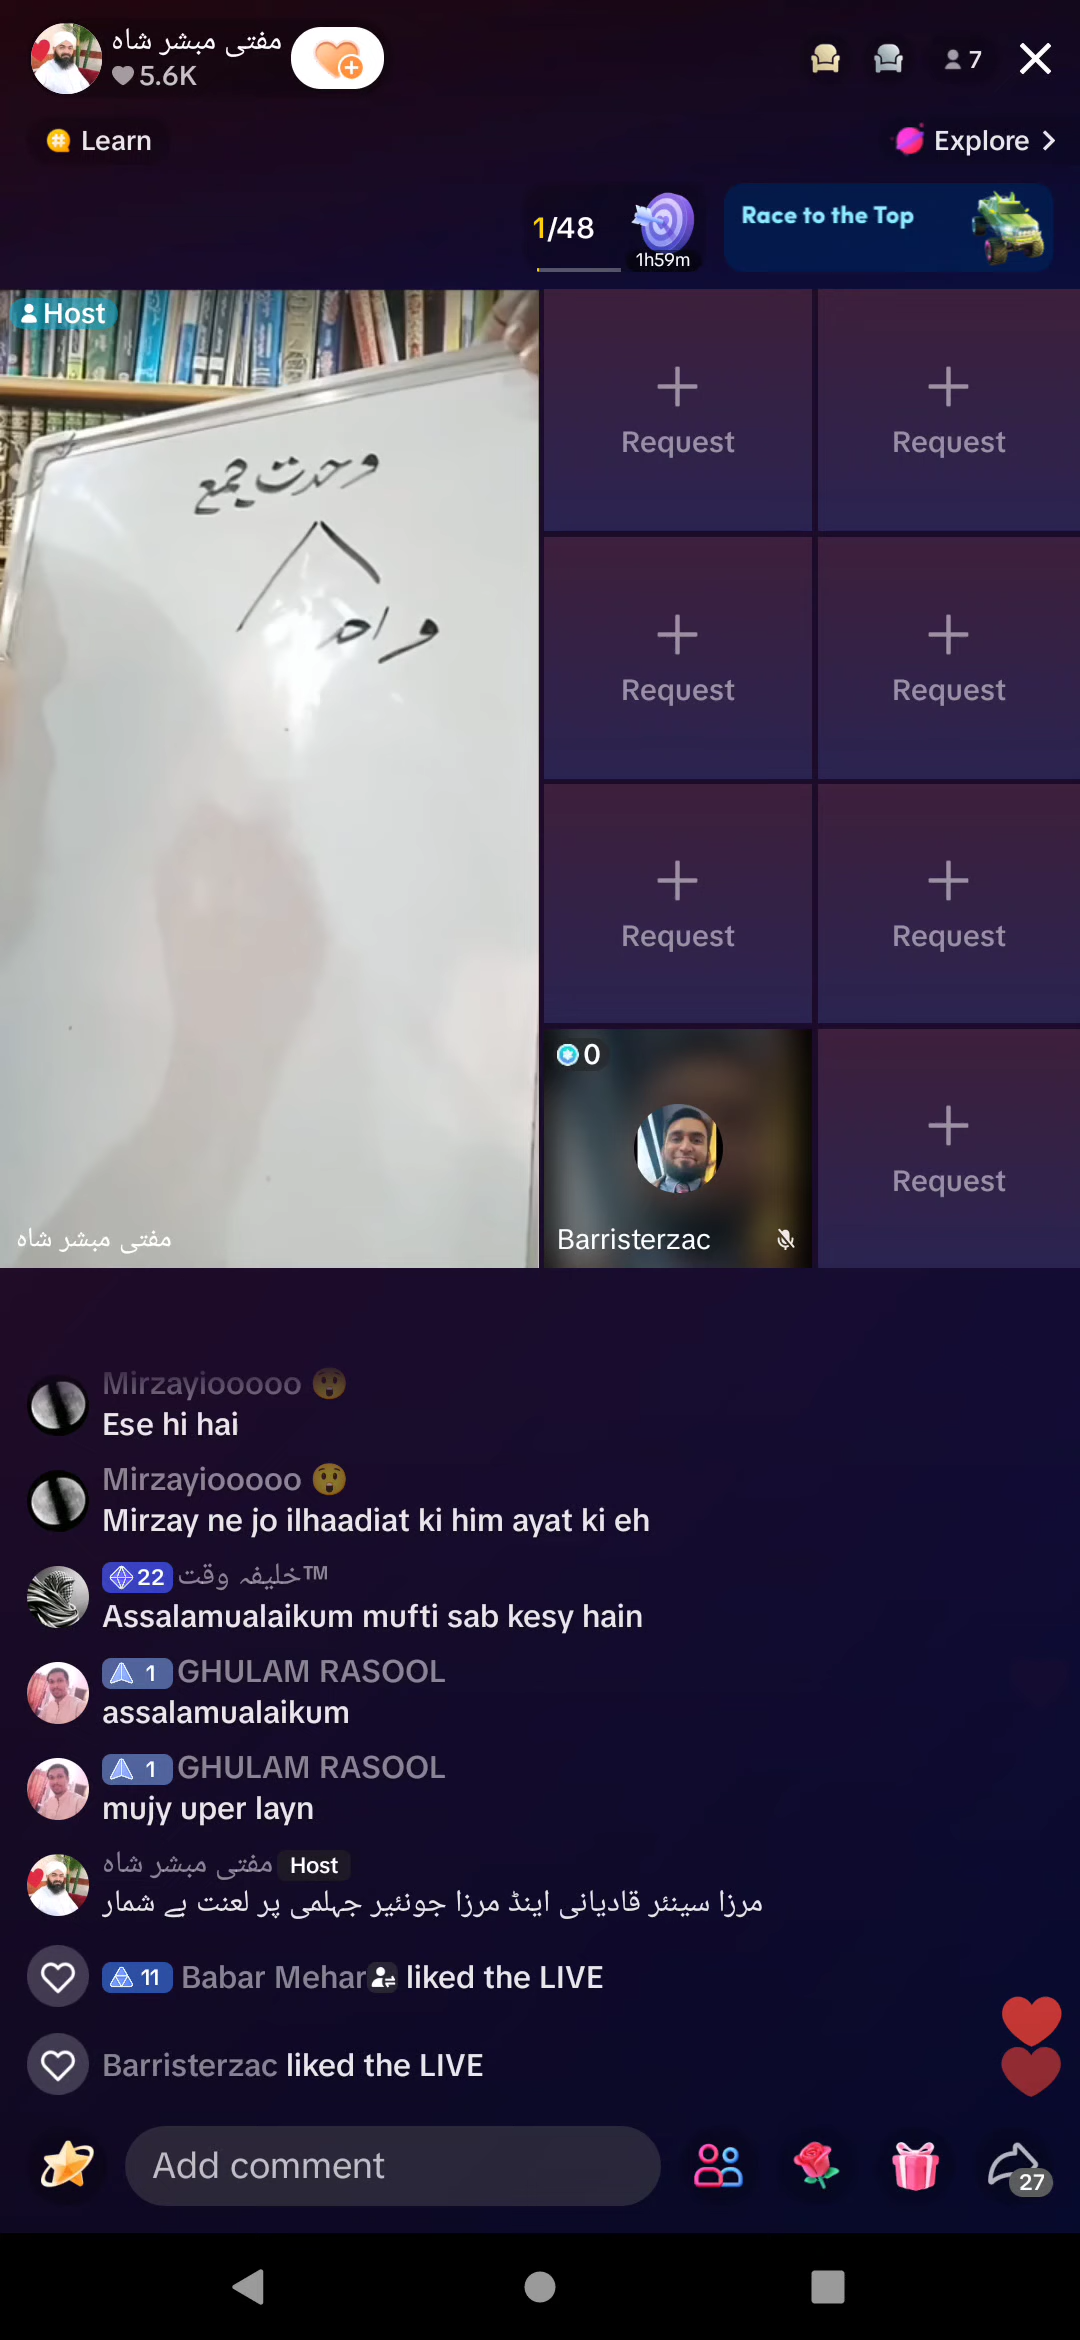 مفتی مبشر شاہ
5.6K
7
Learn
Explore
1/48
1h59m
Race to the Top
Host
وحدت جمع
واحد
Request
Request
Request
Request
Request
Request
0
Barristerzac
Request
مفتی مبشر شاہ
Mirzayiooooo 😲
Ese hi hai
Mirzayiooooo 😲
Mirzay ne jo ilhaadiat ki him ayat ki eh
22 خلیفہ وقت™
Assalamualaikum mufti sab kesy hain
1 GHULAM RASOOL
assalamualaikum
1 GHULAM RASOOL
mujy uper layn
مفتی مبشر شاہ Host
مرزا سینئر قادیانی اینڈ مرزا جونئیر جہلمی پر لعنت بے شمار
11 Babar Mehar liked the LIVE
Barristerzac liked the LIVE
Add comment
27